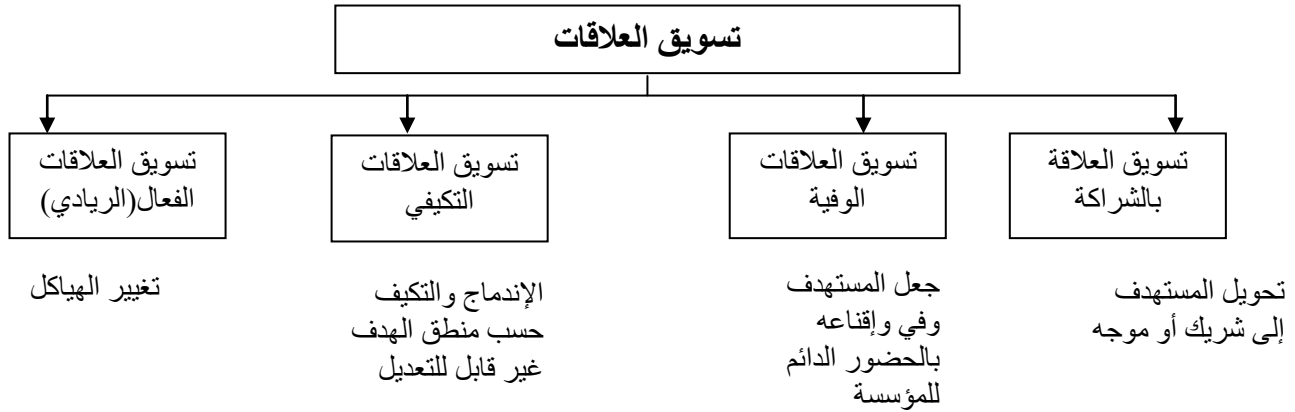 تسويق العلاقات
تسويق العلاقة
بالشراكة
تسويق العلاقات
الوفية
تسويق العلاقات
التكيفي
تسويق العلاقات
الفعال(الريادي)
تحويل المستهدف
إلى شريك أو موجه
جعل المستهدف
وفي وإقناعه
بالحضور الدائم
للمؤسسة
الإندماج والتكيف
حسب منطق الهدف
غير قابل للتعديل
تغيير الهياكل